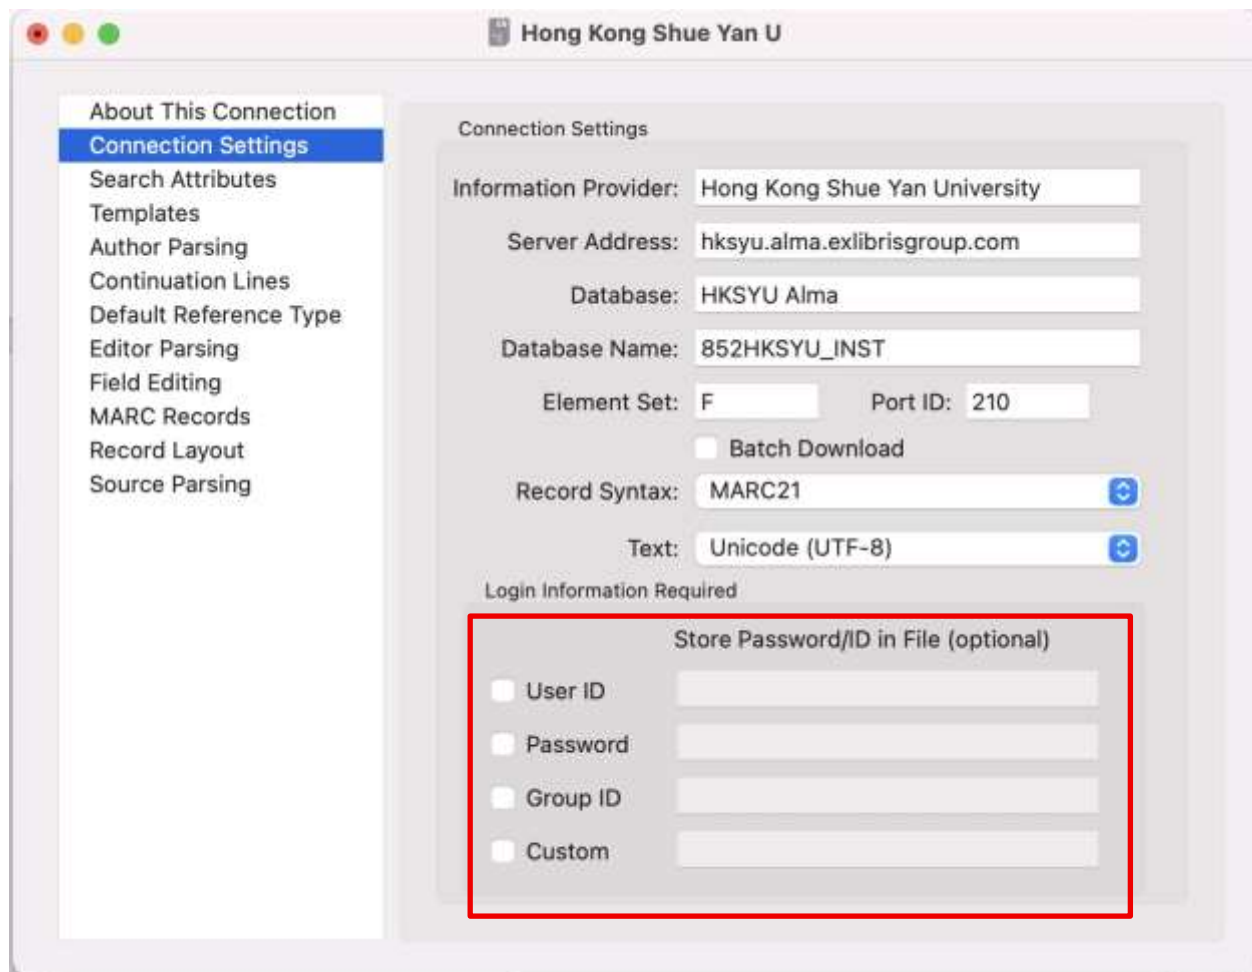 Hong Kong Shue Yan U
About This Connection
Connection Settings
Search Attributes
Templates
Author Parsing
Continuation Lines
Default Reference Type
Editor Parsing
Field Editing
MARC Records
Record Layout
Source Parsing
Connection Settings
Information Provider: Hong Kong Shue Yan University
Server Address: hksyu.alma.exlibrisgroup.com
Database: HKSYU Alma
Database Name: 852HKSYU_INST
Element Set: F Port ID: 210
Batch Download
Record Syntax: MARC21
Text: Unicode (UTF-8)
Login Information Required
Store Password/ID in File (optional)
User ID
Password
Group ID
Custom